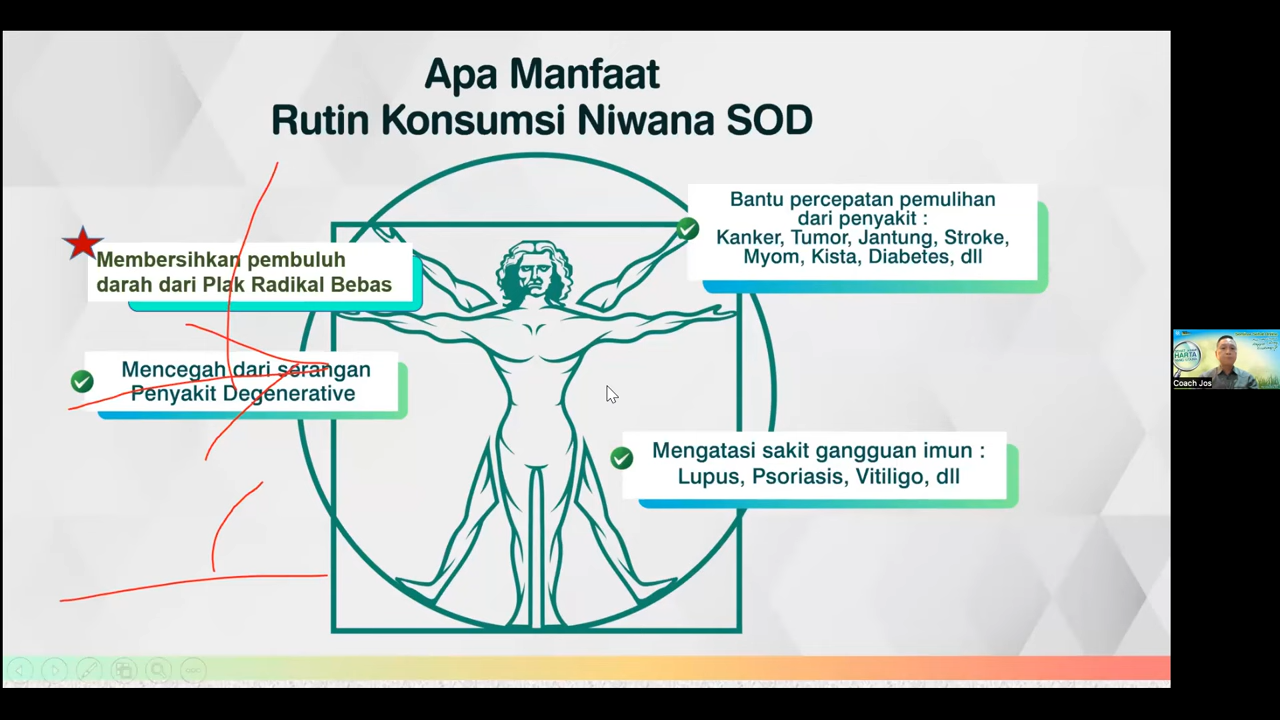 Apa Manfaat
Rutin Konsumsi Niwana SOD
Membersihkan pembuluh
darah dari Plak Radikal Bebas
Mencegah dari serangan
Penyakit Degenerative
Bantu percepatan pemulihan
dari penyakit :
Kanker, Tumor, Jantung, Stroke,
Myom, Kista, Diabetes, dll
Mengatasi sakit gangguan imun :
Lupus, Psoriasis, Vitiligo, dll
HARTA
Coach Jos